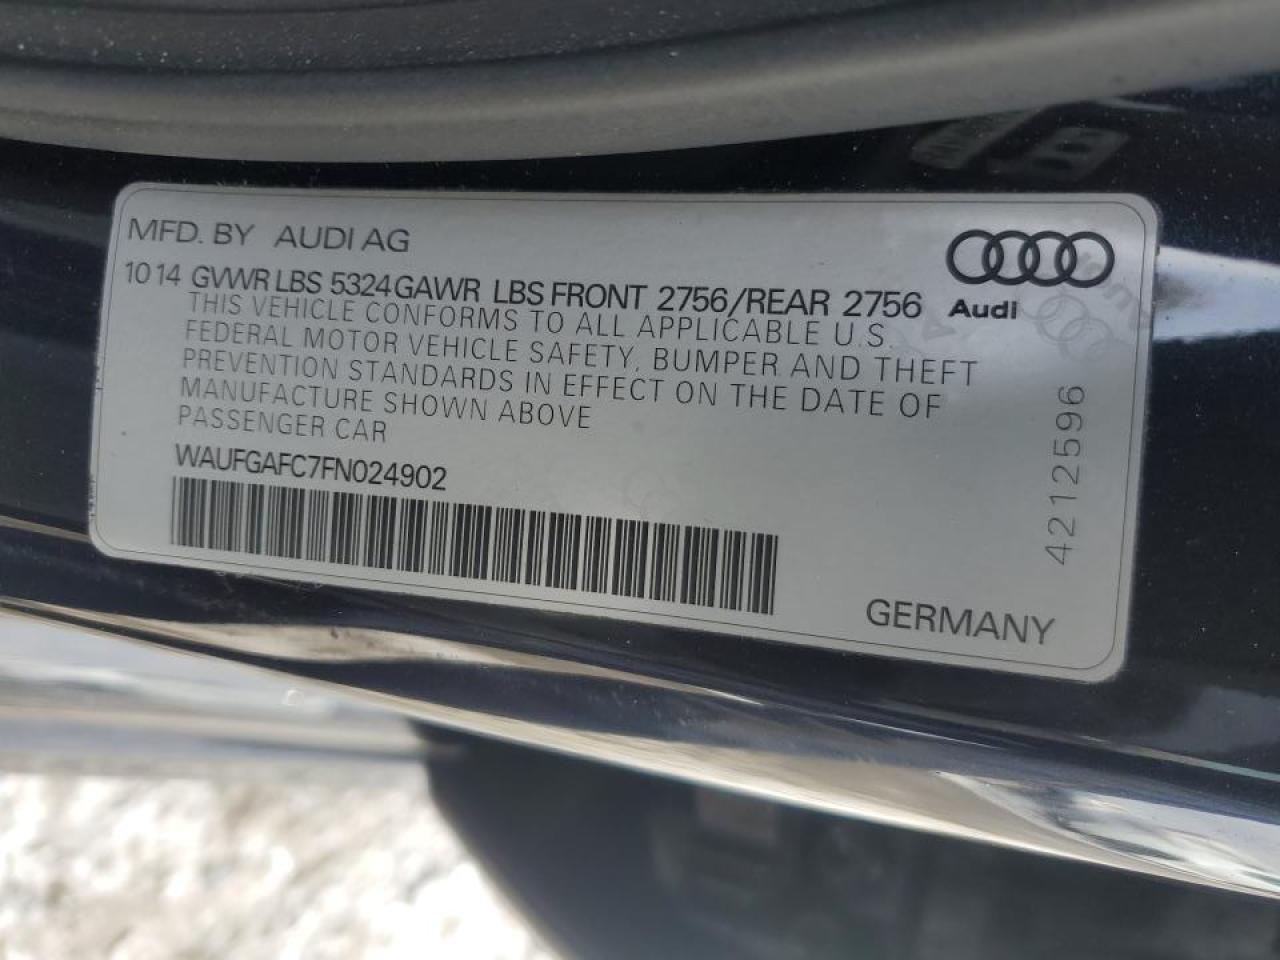 MFD. BY AUDI AG
Audi
10 14 GVWR LBS 5324 GAWR LBS FRONT 2756/REAR 2756
THIS VEHICLE CONFORMS TO ALL APPLICABLE U.S.
FEDERAL MOTOR VEHICLE SAFETY, BUMPER AND THEFT
PREVENTION STANDARDS IN EFFECT ON THE DATE OF
MANUFACTURE SHOWN ABOVE
PASSENGER CAR
WAUFGAFC7FN024902
4212596
GERMANY